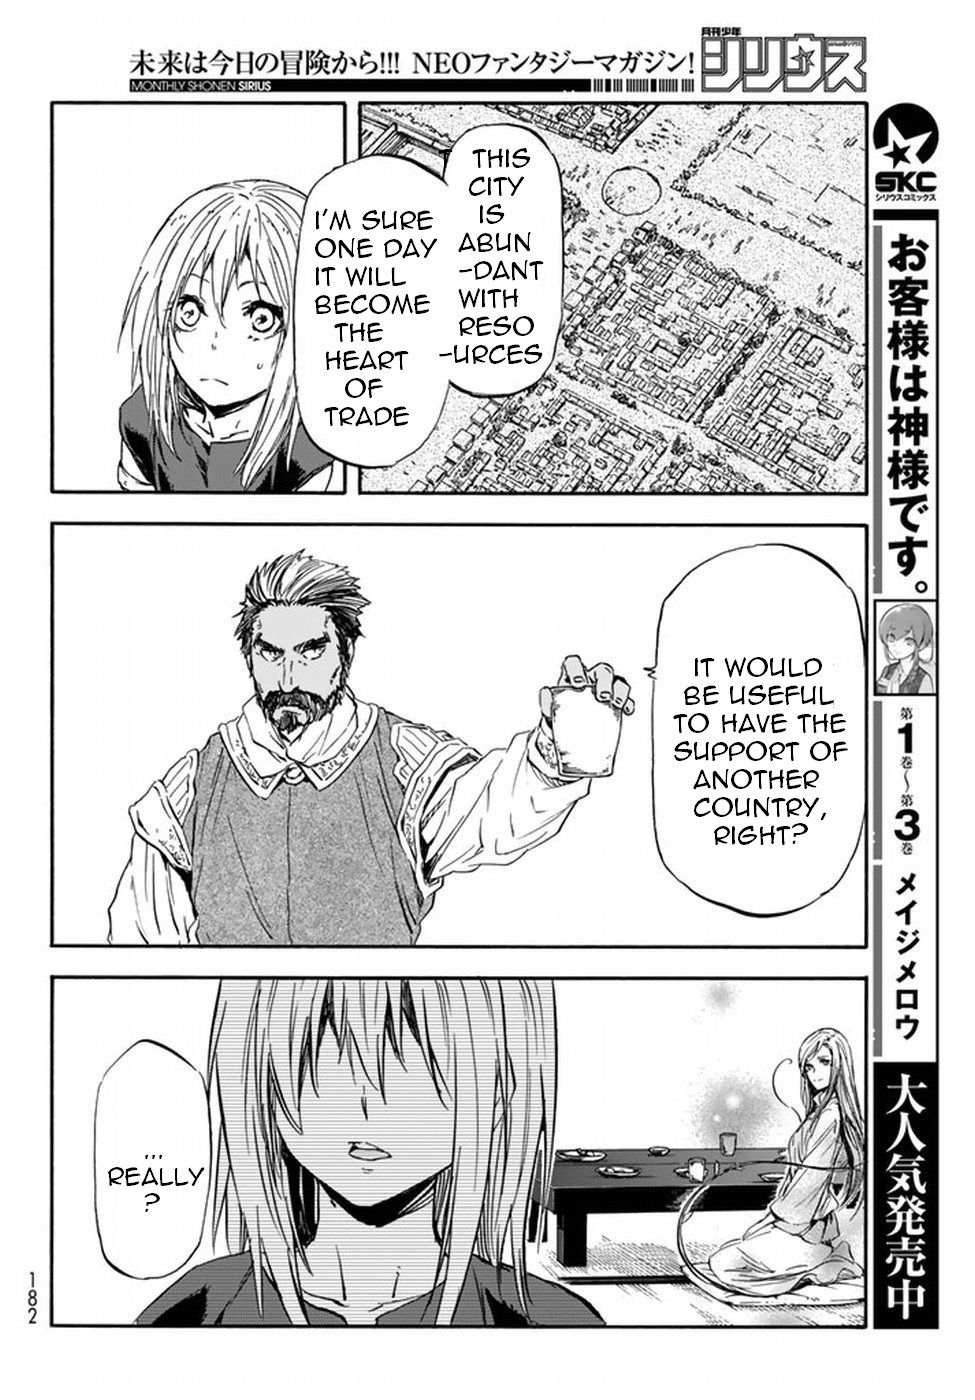 未来は今日の冒険から!!! NEOファンタジーマガジン!
月刊少年
シリウス
MONTHLY SHONEN SIRIUS
THIS
CITY
IS
ABUN
-DANT
WITH
RESO
-URCES
I'M SURE
ONE DAY
IT WILL
BECOME
THE
HEART
OF
TRADE
IT WOULD
BE USEFUL
TO HAVE THE
SUPPORT OF
ANOTHER
COUNTRY,
RIGHT?
...
REALLY
?
SKC
シリウスコミックス
お客様は神様です。
第1巻～第3巻
メイジメロウ
大人気発売中
182